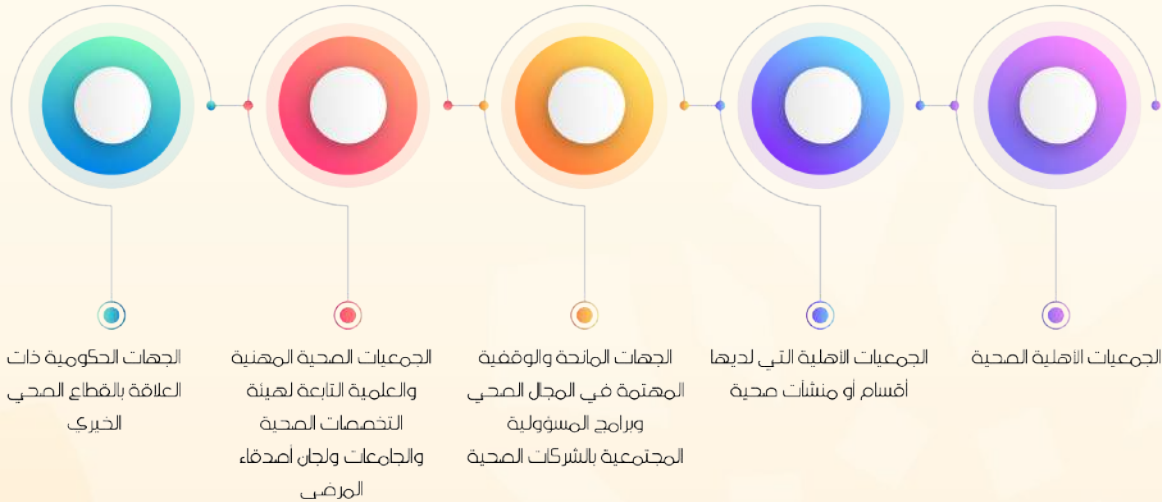 الجمعيات الأهلية الصحية
الجمعيات الأهلية التي لديها
أقسام أو منشآت صحية
الجهات المانحة والوقفية
المهتمة في المجال الصحي
وبرامج المسؤولية
المجتمعية بالشركات الصحية
الجمعيات الصحية المهنية
والعلمية التابعة لهيئة
التخصصات الصحية
والجامعات ولجان أصدقاء
المرضى
الجهات الحكومية ذات
العلاقة بالقطاع الصحي
الخيري